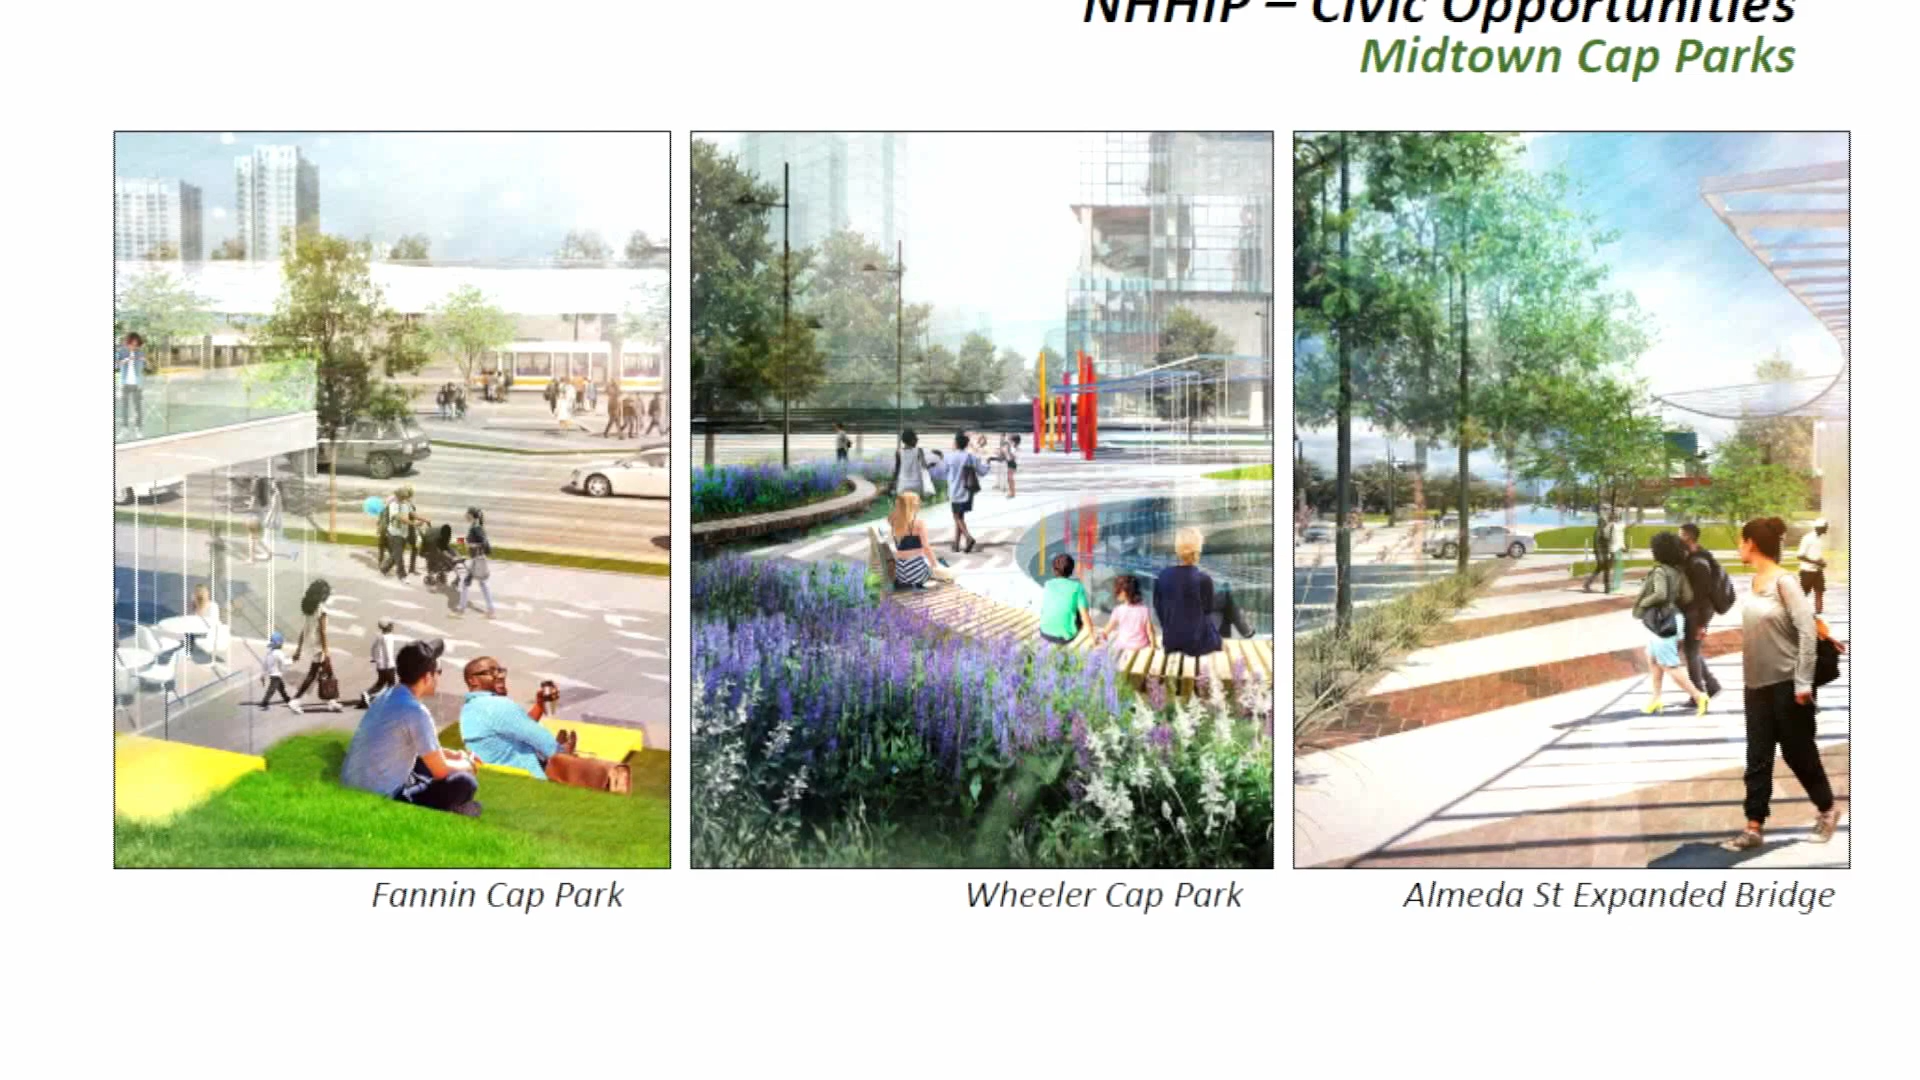 NHHIP – Civic Opportunities
Midtown Cap Parks
Fannin Cap Park
Wheeler Cap Park
Almeda St Expanded Bridge